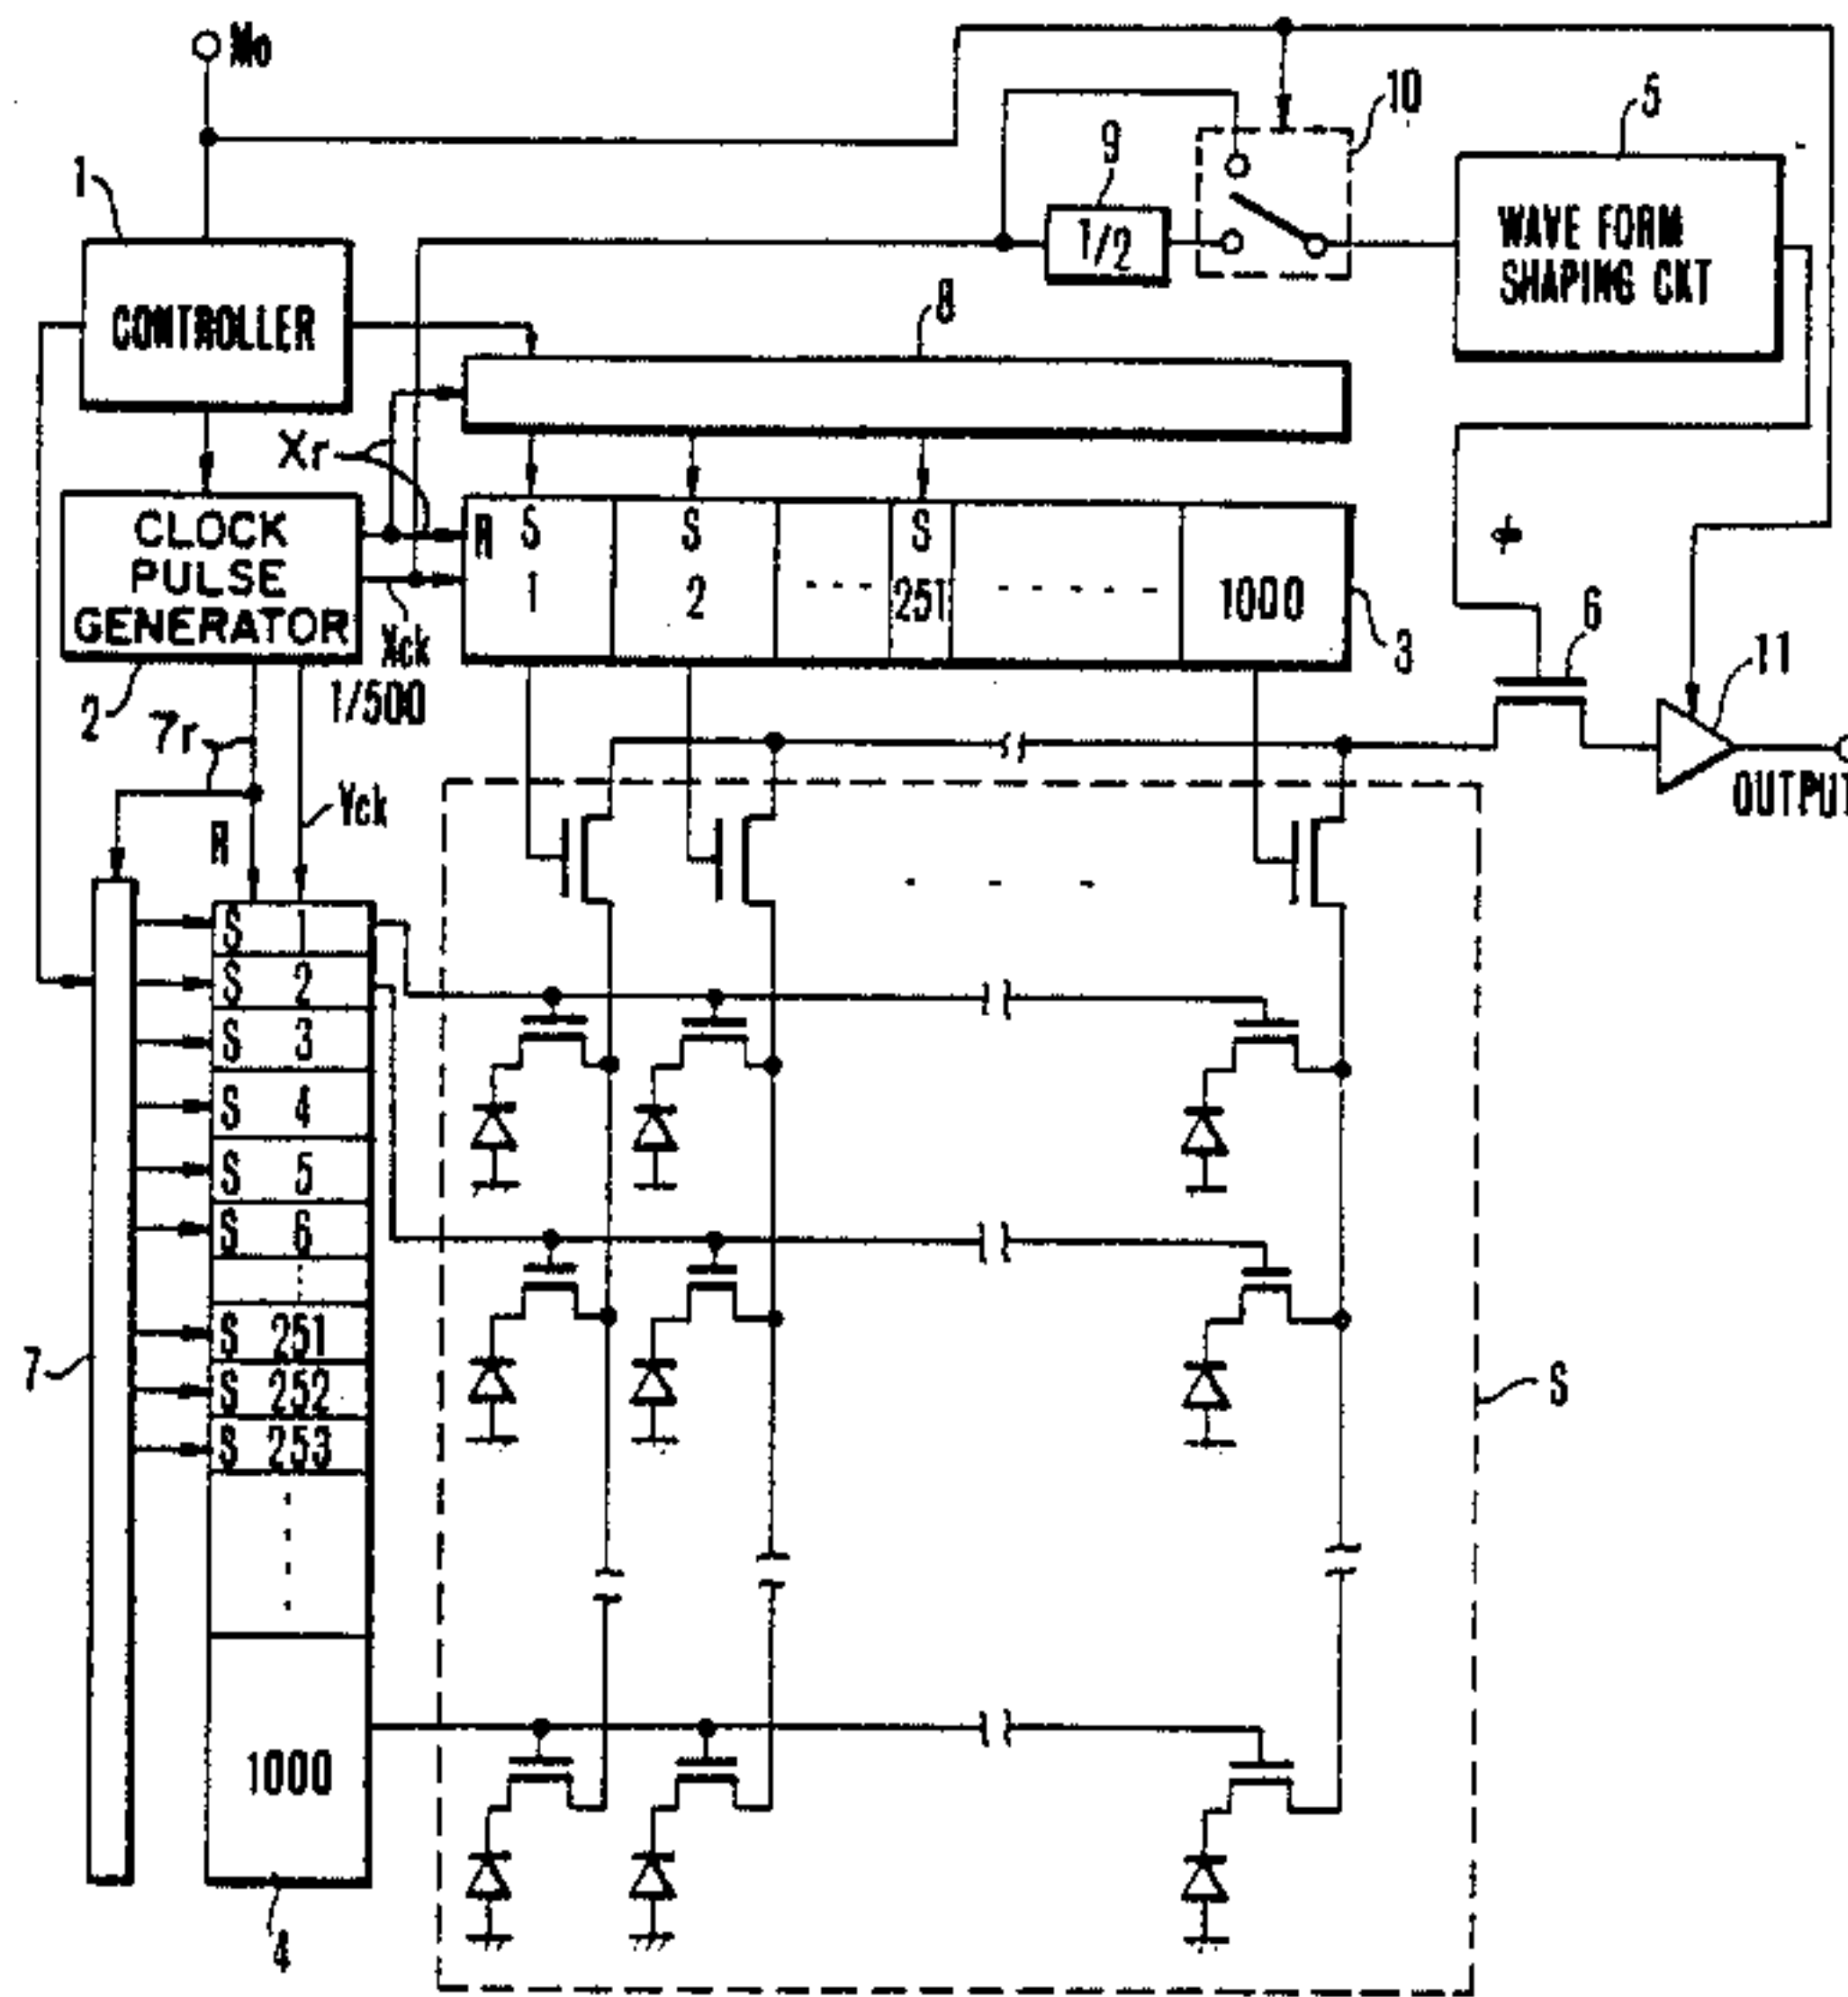 Mo
10
5
9
1
1/2
WAVE FORM
SHAPING CKT
CONTROLLER
8
Xr
CLOCK
PULSE
GENERATOR
R
S
S
S
1
2
251
1000
Xck
1/500
3
6
11
2
7r
Yck
OUTPUT
R
S 1
S 2
S 3
S 4
S 5
S 6
S 251
S 252
S 253
7
S
1000
4